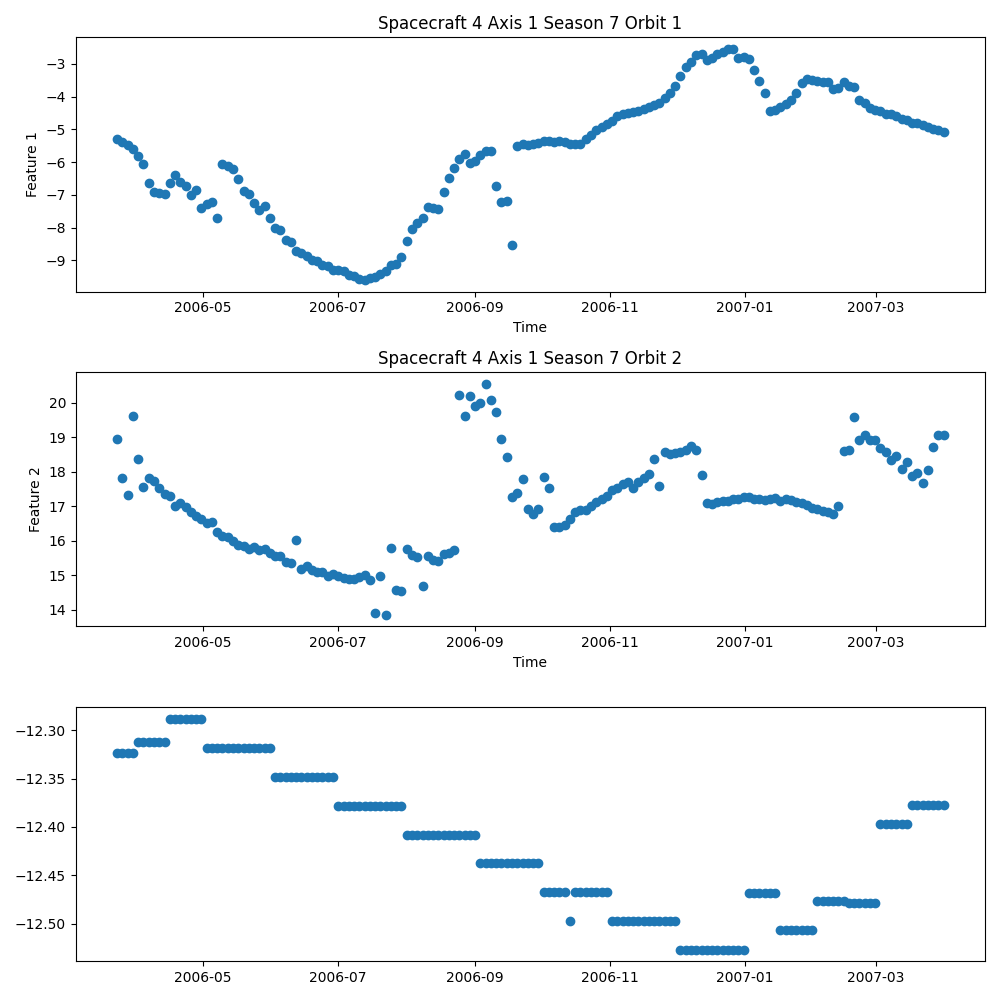 Spacecraft 4 Axis 1 Season 7 Orbit 1
−3
−4
−5
−6
−7
−8
−9
Feature 1
2006-05 2006-07 2006-09 2006-11 2007-01 2007-03
Time
Spacecraft 4 Axis 1 Season 7 Orbit 2
20
19
18
17
16
15
14
Feature 2
2006-05 2006-07 2006-09 2006-11 2007-01 2007-03
Time
−12.30
−12.35
−12.40
−12.45
−12.50
2006-05 2006-07 2006-09 2006-11 2007-01 2007-03